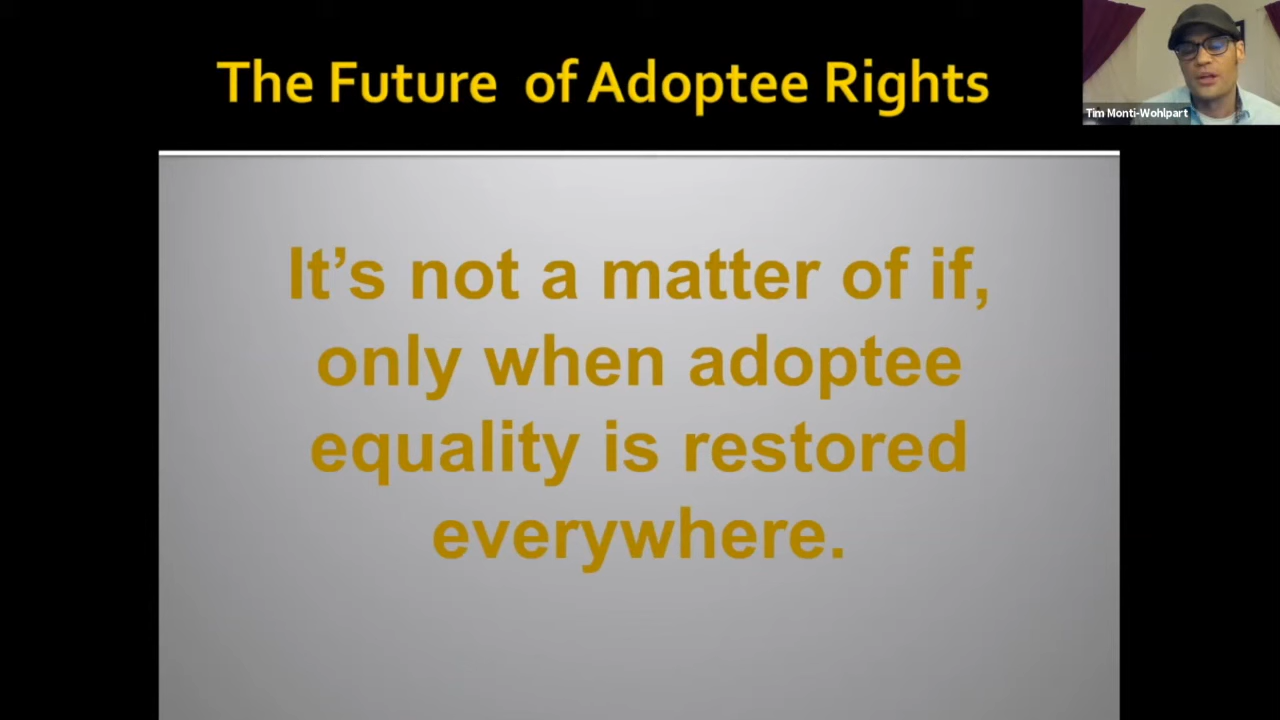 The Future of Adoptee Rights
Tim Monti-Wohlpart
It’s not a matter of if,
only when adoptee
equality is restored
everywhere.